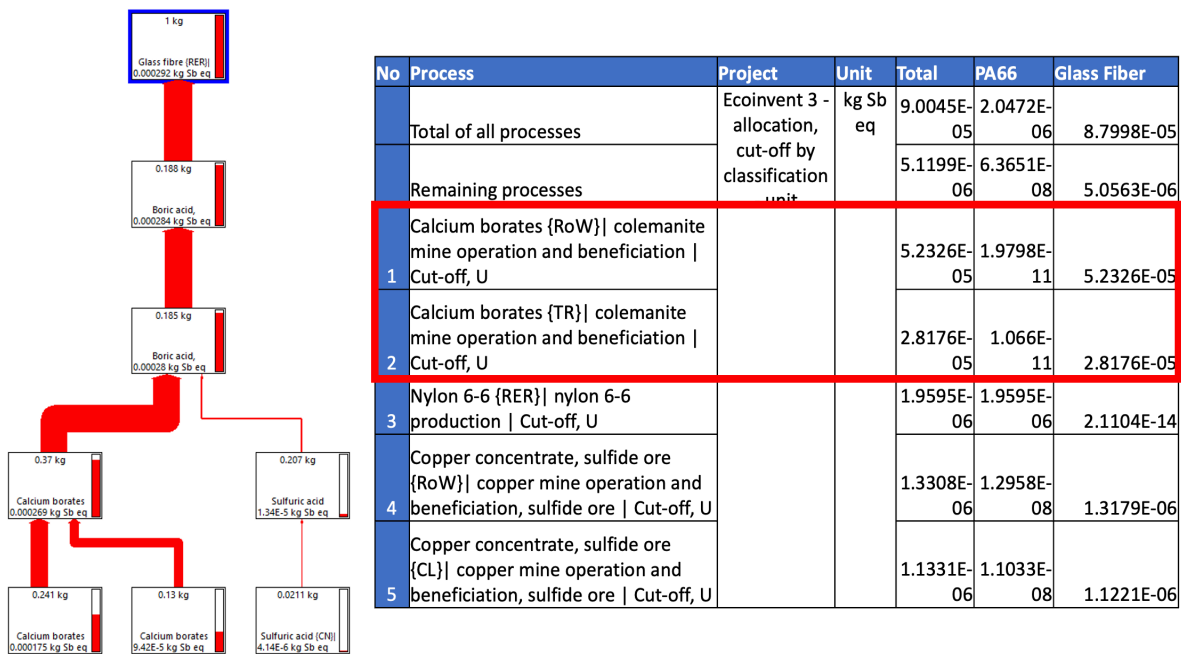 1 kg
Glass fibre {RER}|
0.000292 kg Sb eq
0.188 kg
Boric acid,
0.000284 kg Sb eq
0.185 kg
Boric acid,
0.00028 kg Sb eq
0.37 kg
Calcium borates
0.000269 kg Sb eq
0.207 kg
Sulfuric acid
1.34E-5 kg Sb eq
0.241 kg
Calcium borates
0.000175 kg Sb eq
0.13 kg
Calcium borates
9.42E-5 kg Sb eq
0.0211 kg
Sulfuric acid {CN}|
4.14E-6 kg Sb eq
No Process Project Unit Total PA66 Glass Fiber
Ecoinvent 3 -
allocation,
cut-off by
classification
unit
kg Sb
eq
Total of all processes
9.0045E-
05
2.0472E-
06
8.7998E-05
Remaining processes
5.1199E-
06
6.3651E-
08
5.0563E-06
1
Calcium borates {RoW}| colemanite
mine operation and beneficiation |
Cut-off, U
5.2326E-
05
1.9798E-
11
5.2326E-05
2
Calcium borates {TR}| colemanite
mine operation and beneficiation |
Cut-off, U
2.8176E-
05
1.066E-
11
2.8176E-05
3
Nylon 6-6 {RER}| nylon 6-6
production | Cut-off, U
1.9595E-
06
1.9595E-
06
2.1104E-14
4
Copper concentrate, sulfide ore
{RoW}| copper mine operation and
beneficiation, sulfide ore | Cut-off, U
1.3308E-
06
1.2958E-
08
1.3179E-06
5
Copper concentrate, sulfide ore
{CL}| copper mine operation and
beneficiation, sulfide ore | Cut-off, U
1.1331E-
06
1.1033E-
08
1.1221E-06